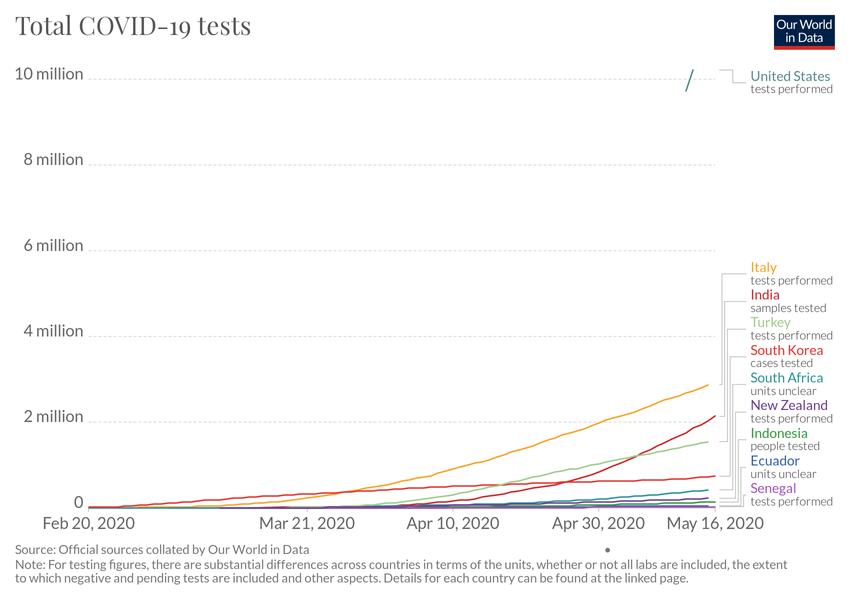 Total COVID-19 tests
Our World
in Data
10 million
8 million
6 million
4 million
2 million
0
United States
tests performed
Italy
tests performed
India
samples tested
Turkey
tests performed
South Korea
cases tested
South Africa
units unclear
New Zealand
tests performed
Indonesia
people tested
Ecuador
units unclear
Senegal
tests performed
Feb 20, 2020
Mar 21, 2020
Apr 10, 2020
Apr 30, 2020
May 16, 2020
Source: Official sources collated by Our World in Data
Note: For testing figures, there are substantial differences across countries in terms of the units, whether or not all labs are included, the extent
to which negative and pending tests are included and other aspects. Details for each country can be found at the linked page.